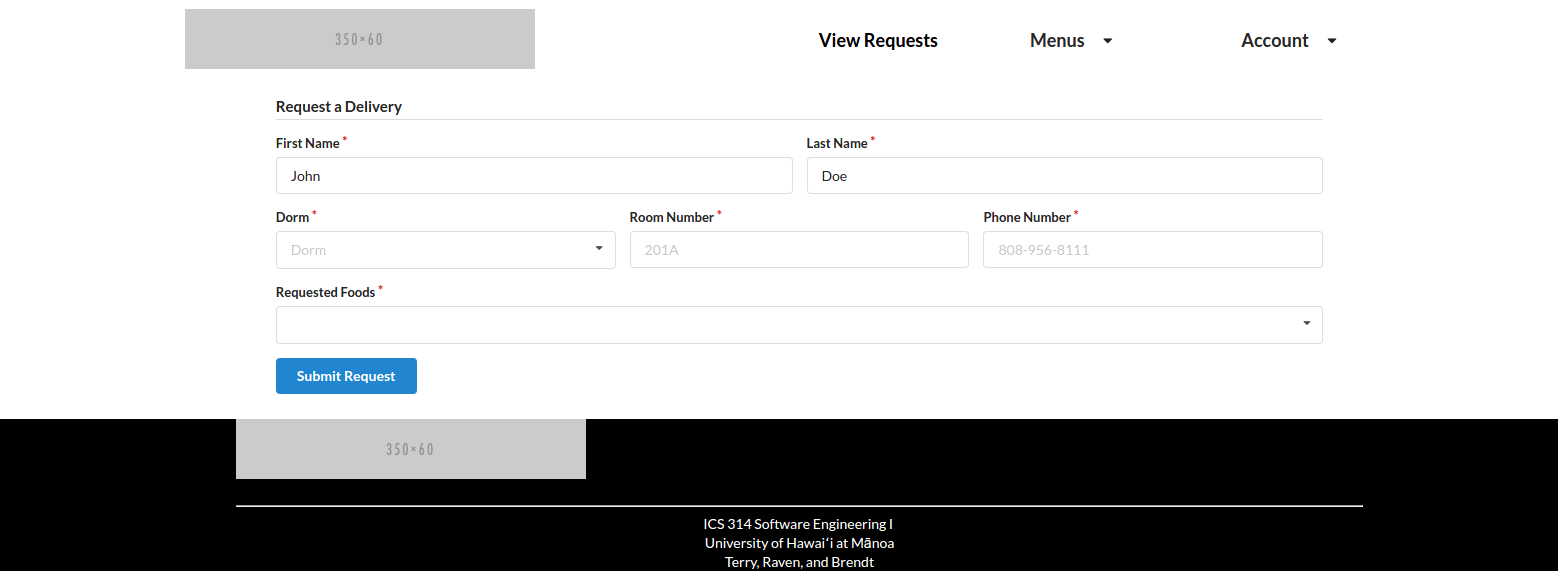 350×60
View Requests Menus Account
Request a Delivery
First Name * Last Name *
John Doe
Dorm * Room Number * Phone Number *
Dorm 201A 808-956-8111
Requested Foods *
Submit Request
350×60
ICS 314 Software Engineering I
University of Hawaiʻi at Mānoa
Terry, Raven, and Brendt